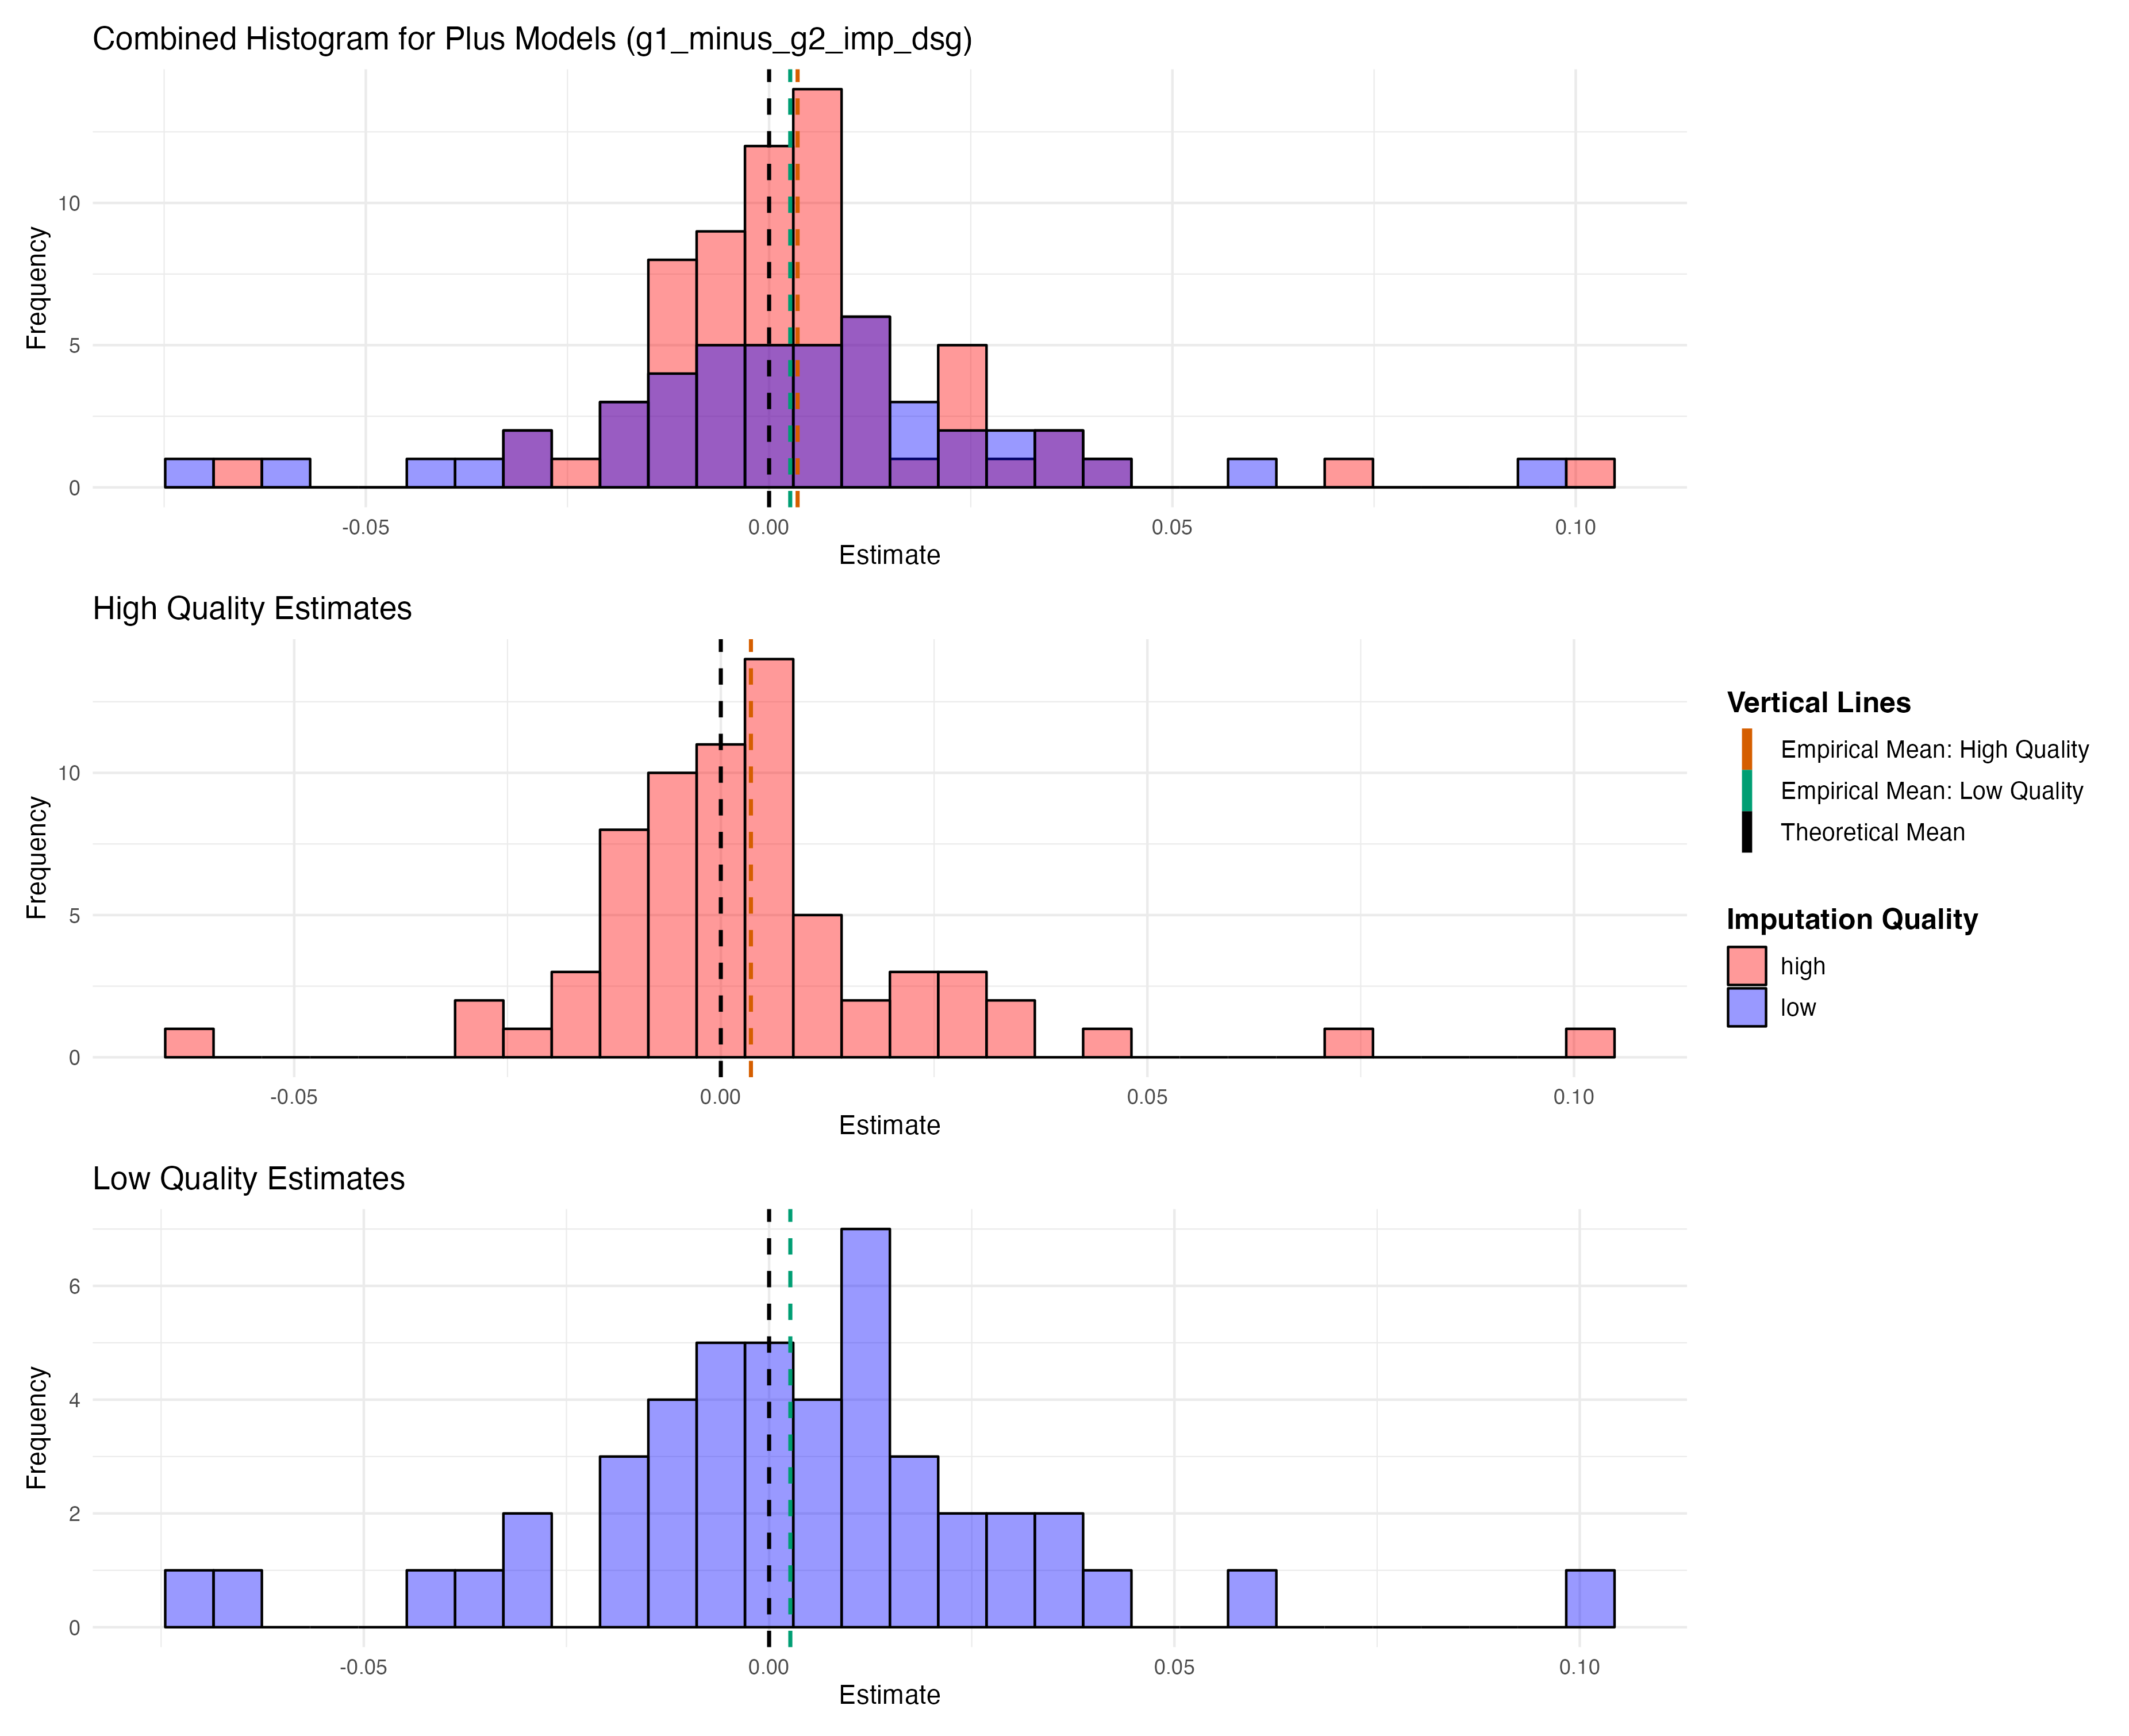 Combined Histogram for Plus Models (g1_minus_g2_imp_dsg)
Frequency
10
5
0
-0.05
0.00
0.05
0.10
Estimate
High Quality Estimates
Frequency
10
5
0
-0.05
0.00
0.05
0.10
Estimate
Vertical Lines
Empirical Mean: High Quality
Empirical Mean: Low Quality
Theoretical Mean
Imputation Quality
high
low
Low Quality Estimates
Frequency
6
4
2
0
-0.05
0.00
0.05
0.10
Estimate